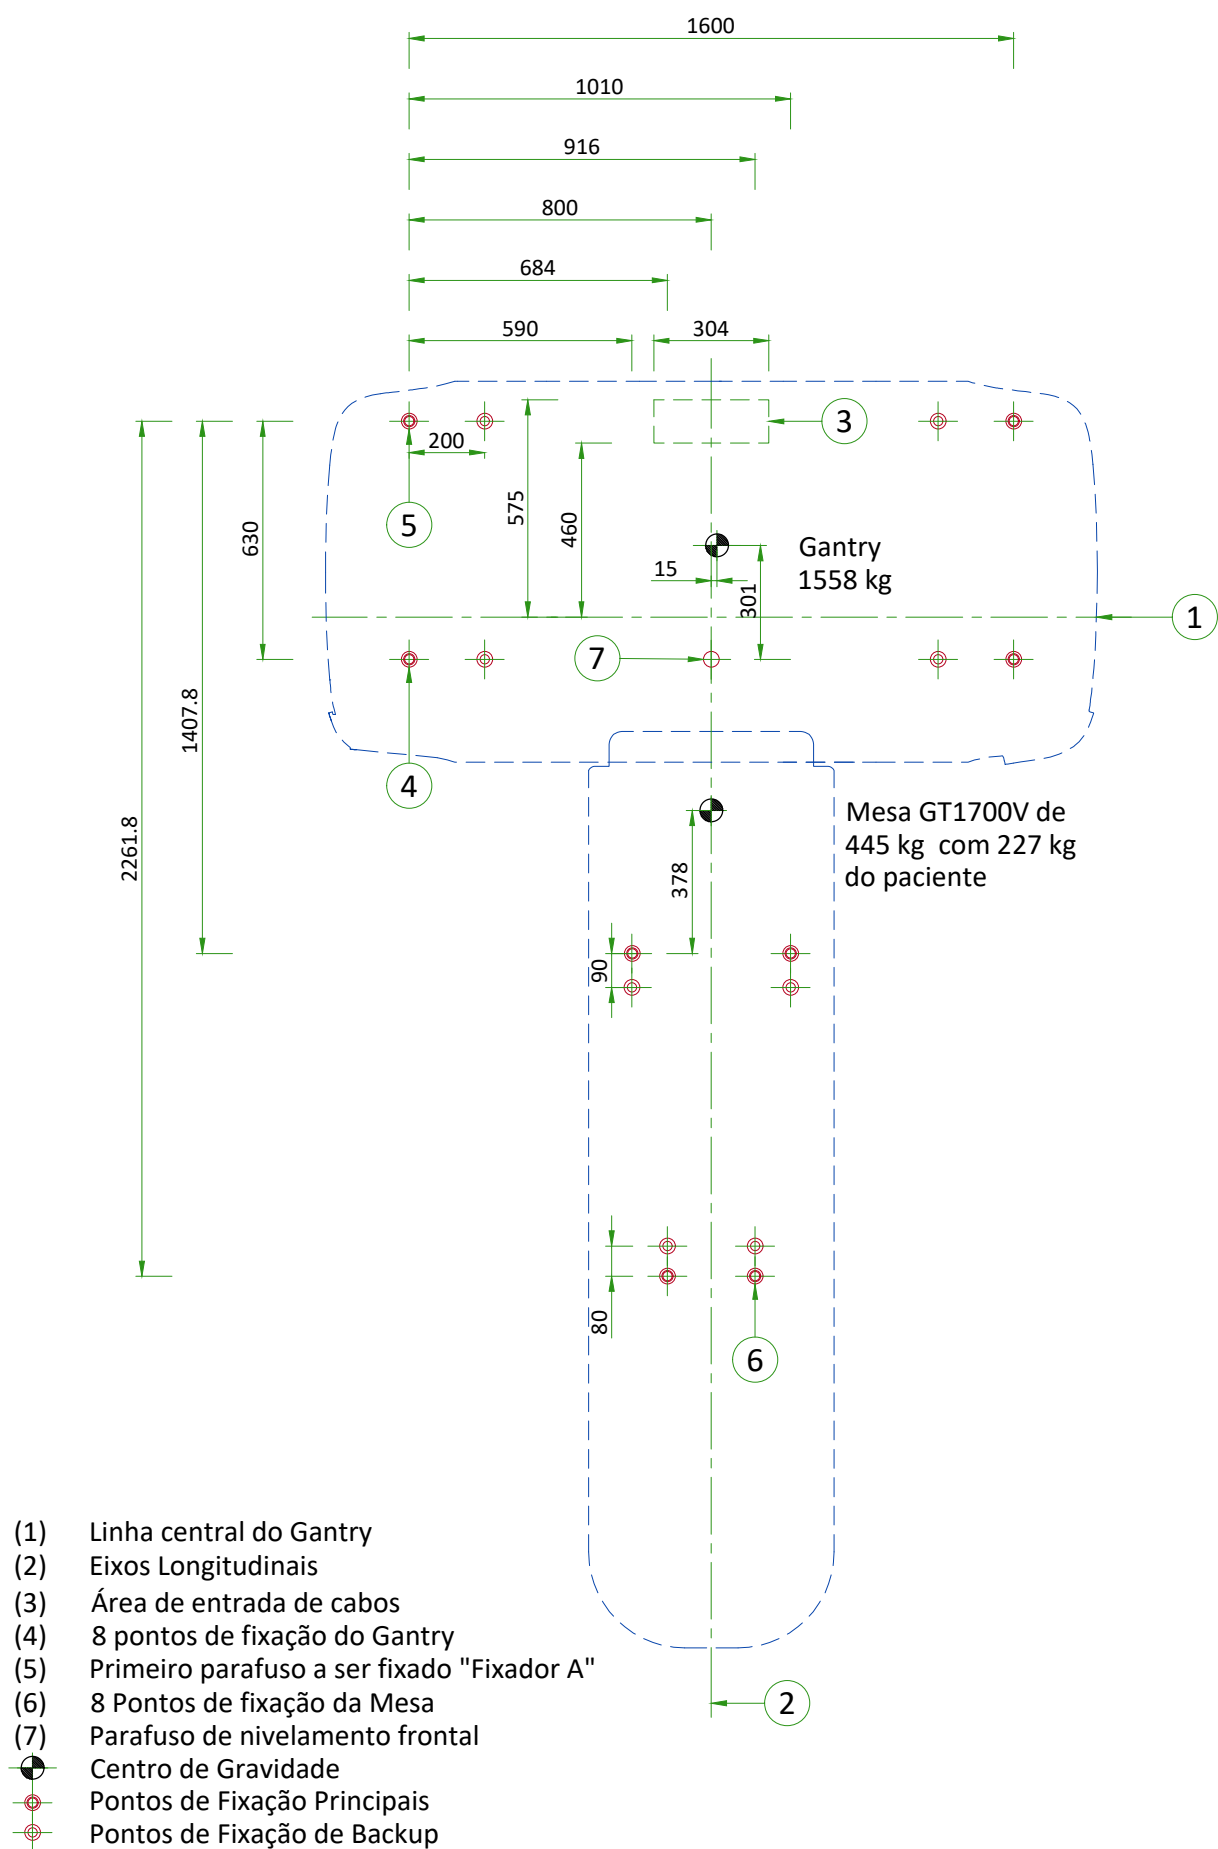 1600
1010
916
800
684
590
304
3
200
5
630
575
460
Gantry
1558 kg
15
301
1
7
1407.8
4
2261.8
Mesa GT1700V de
445 kg com 227 kg
do paciente
378
90
80
6
(1) Linha central do Gantry
(2) Eixos Longitudinais
(3) Área de entrada de cabos
(4) 8 pontos de fixação do Gantry
(5) Primeiro parafuso a ser fixado "Fixador A"
(6) 8 Pontos de fixação da Mesa
2
(7) Parafuso de nivelamento frontal
Centro de Gravidade
Pontos de Fixação Principais
Pontos de Fixação de Backup